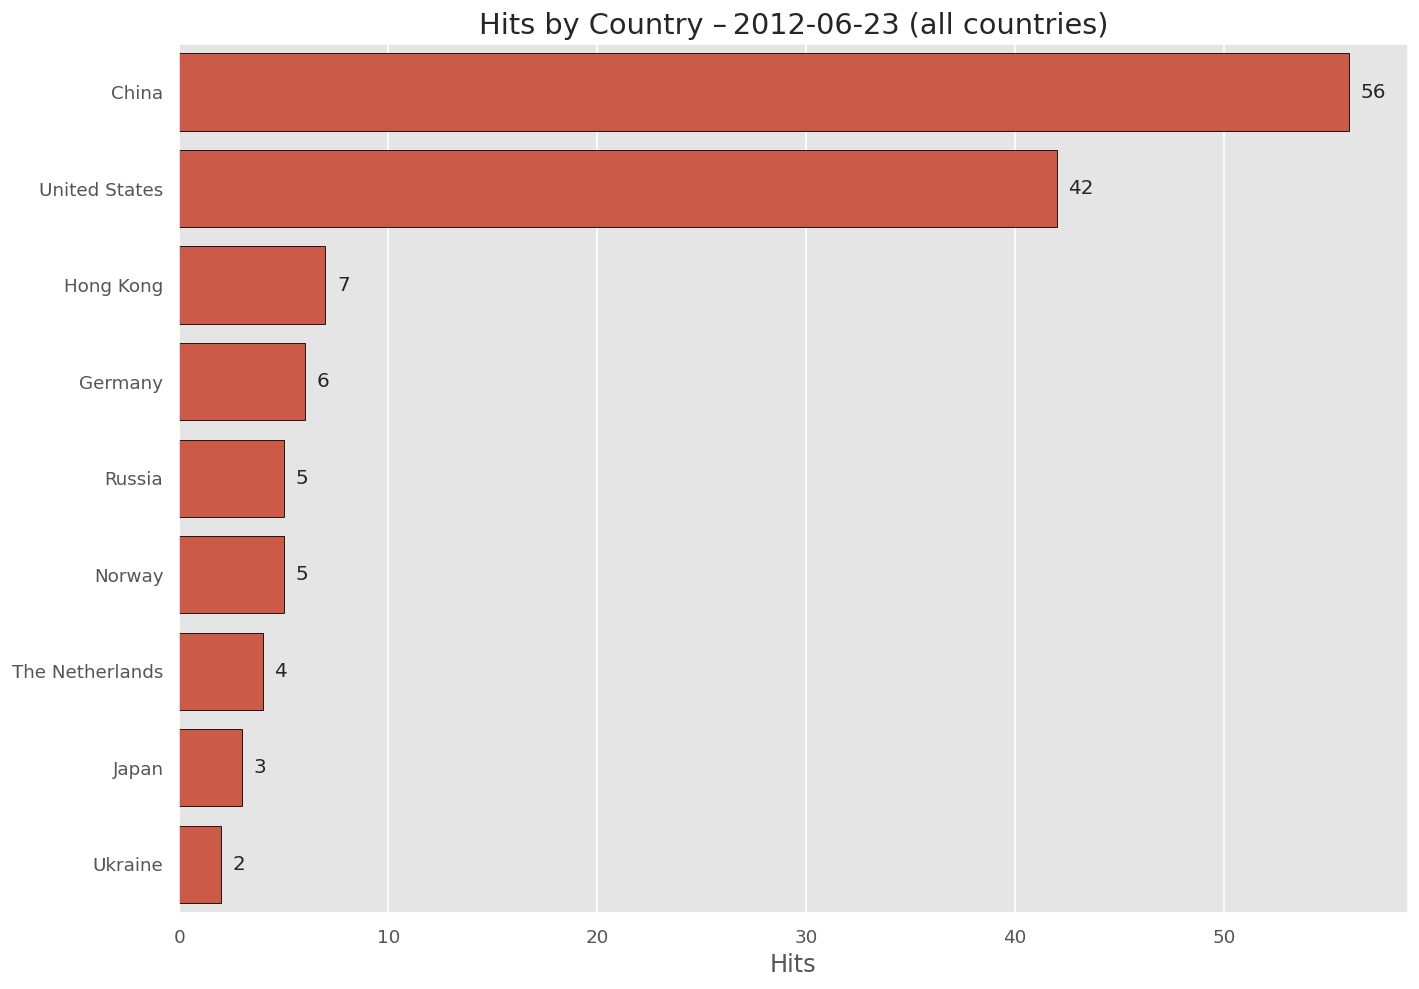 Hits by Country – 2012-06-23 (all countries)
China 56
United States 42
Hong Kong 7
Germany 6
Russia 5
Norway 5
The Netherlands 4
Japan 3
Ukraine 2
0 10 20 30 40 50
Hits